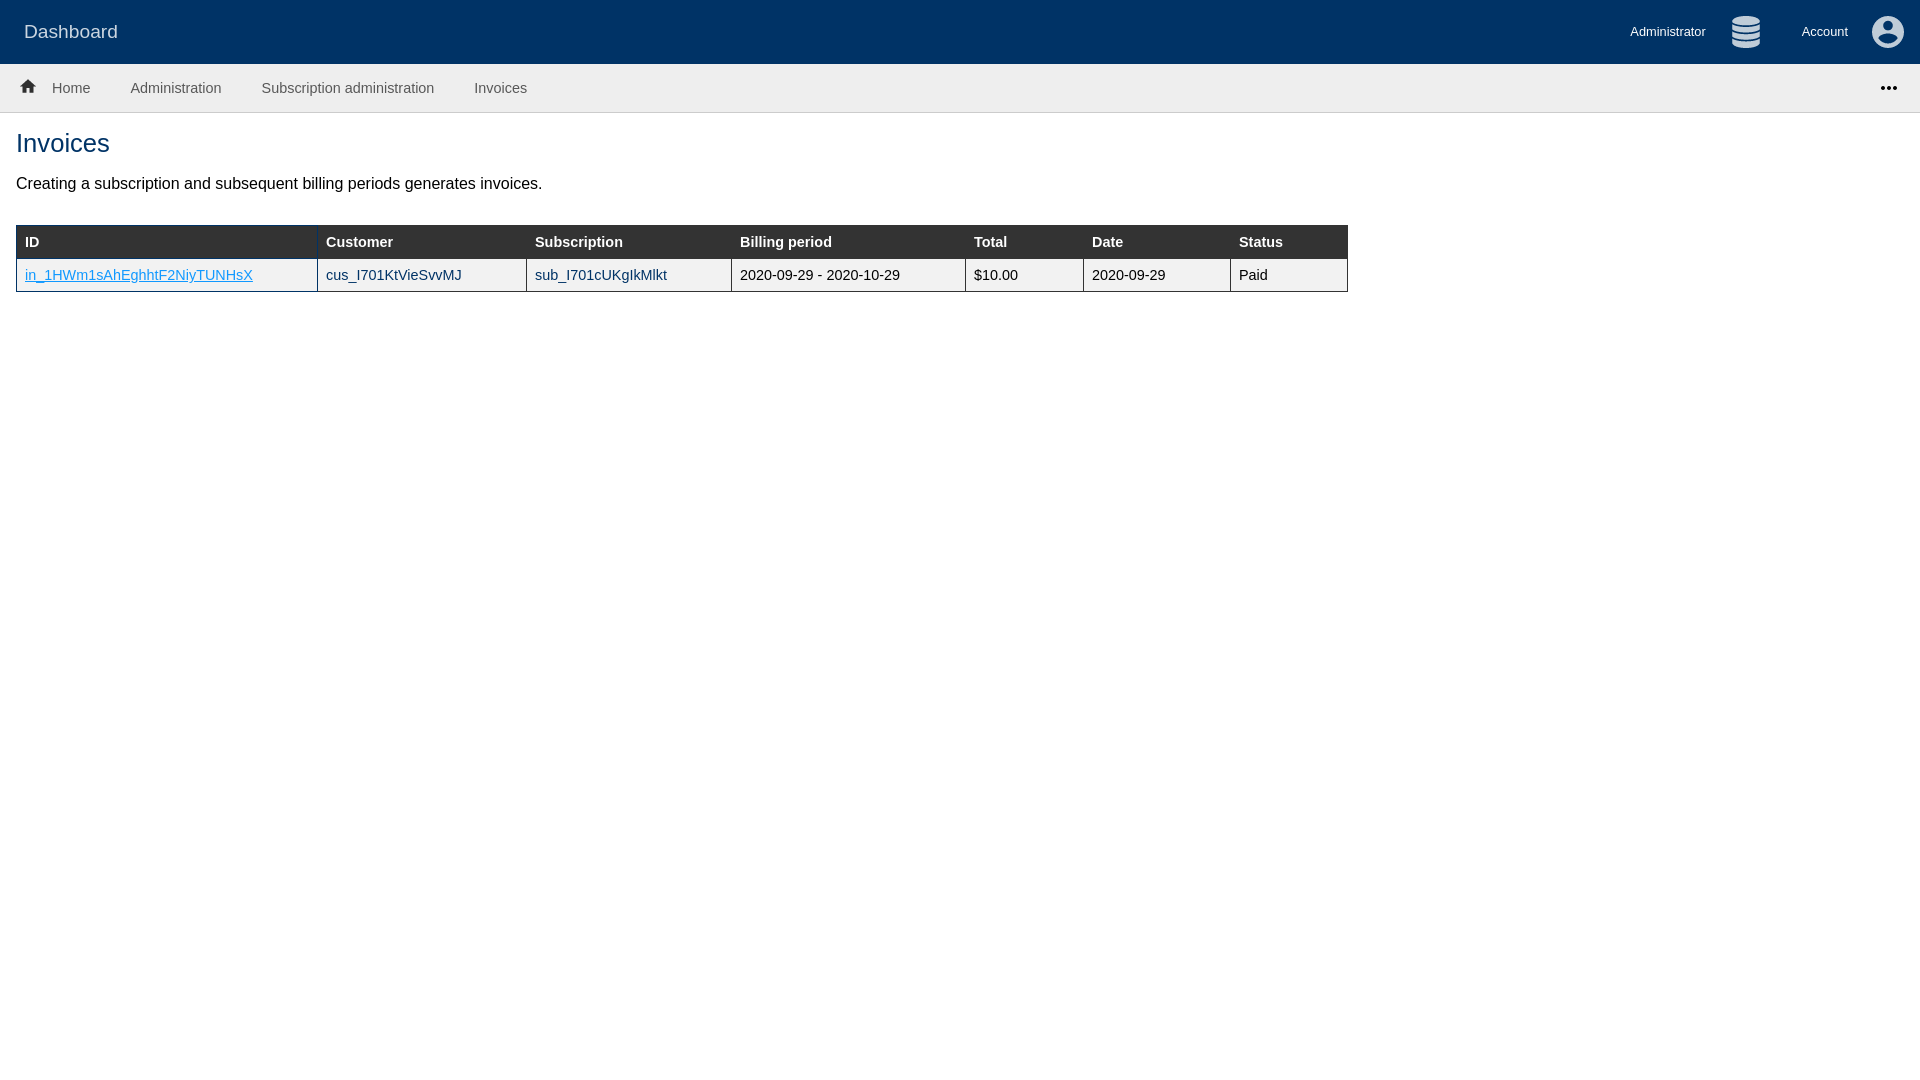 Dashboard
Administrator
Account
Home
Administration
Subscription administration
Invoices
Invoices
Creating a subscription and subsequent billing periods generates invoices.
ID Customer Subscription Billing period Total Date Status
in_1HWm1sAhEghhtF2NiyTUNHsX cus_I701KtVieSvvMJ sub_I701cUKgIkMlkt 2020-09-29 - 2020-10-29 $10.00 2020-09-29 Paid